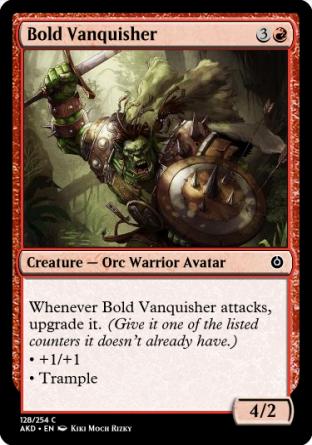 Bold Vanquisher 3
Creature — Orc Warrior Avatar
Whenever Bold Vanquisher attacks,
upgrade it. (Give it one of the listed
counters it doesn't already have.)
• +1/+1
• Trample
4/2
128/254 C
AKD • EN Kiki Moch Rizky